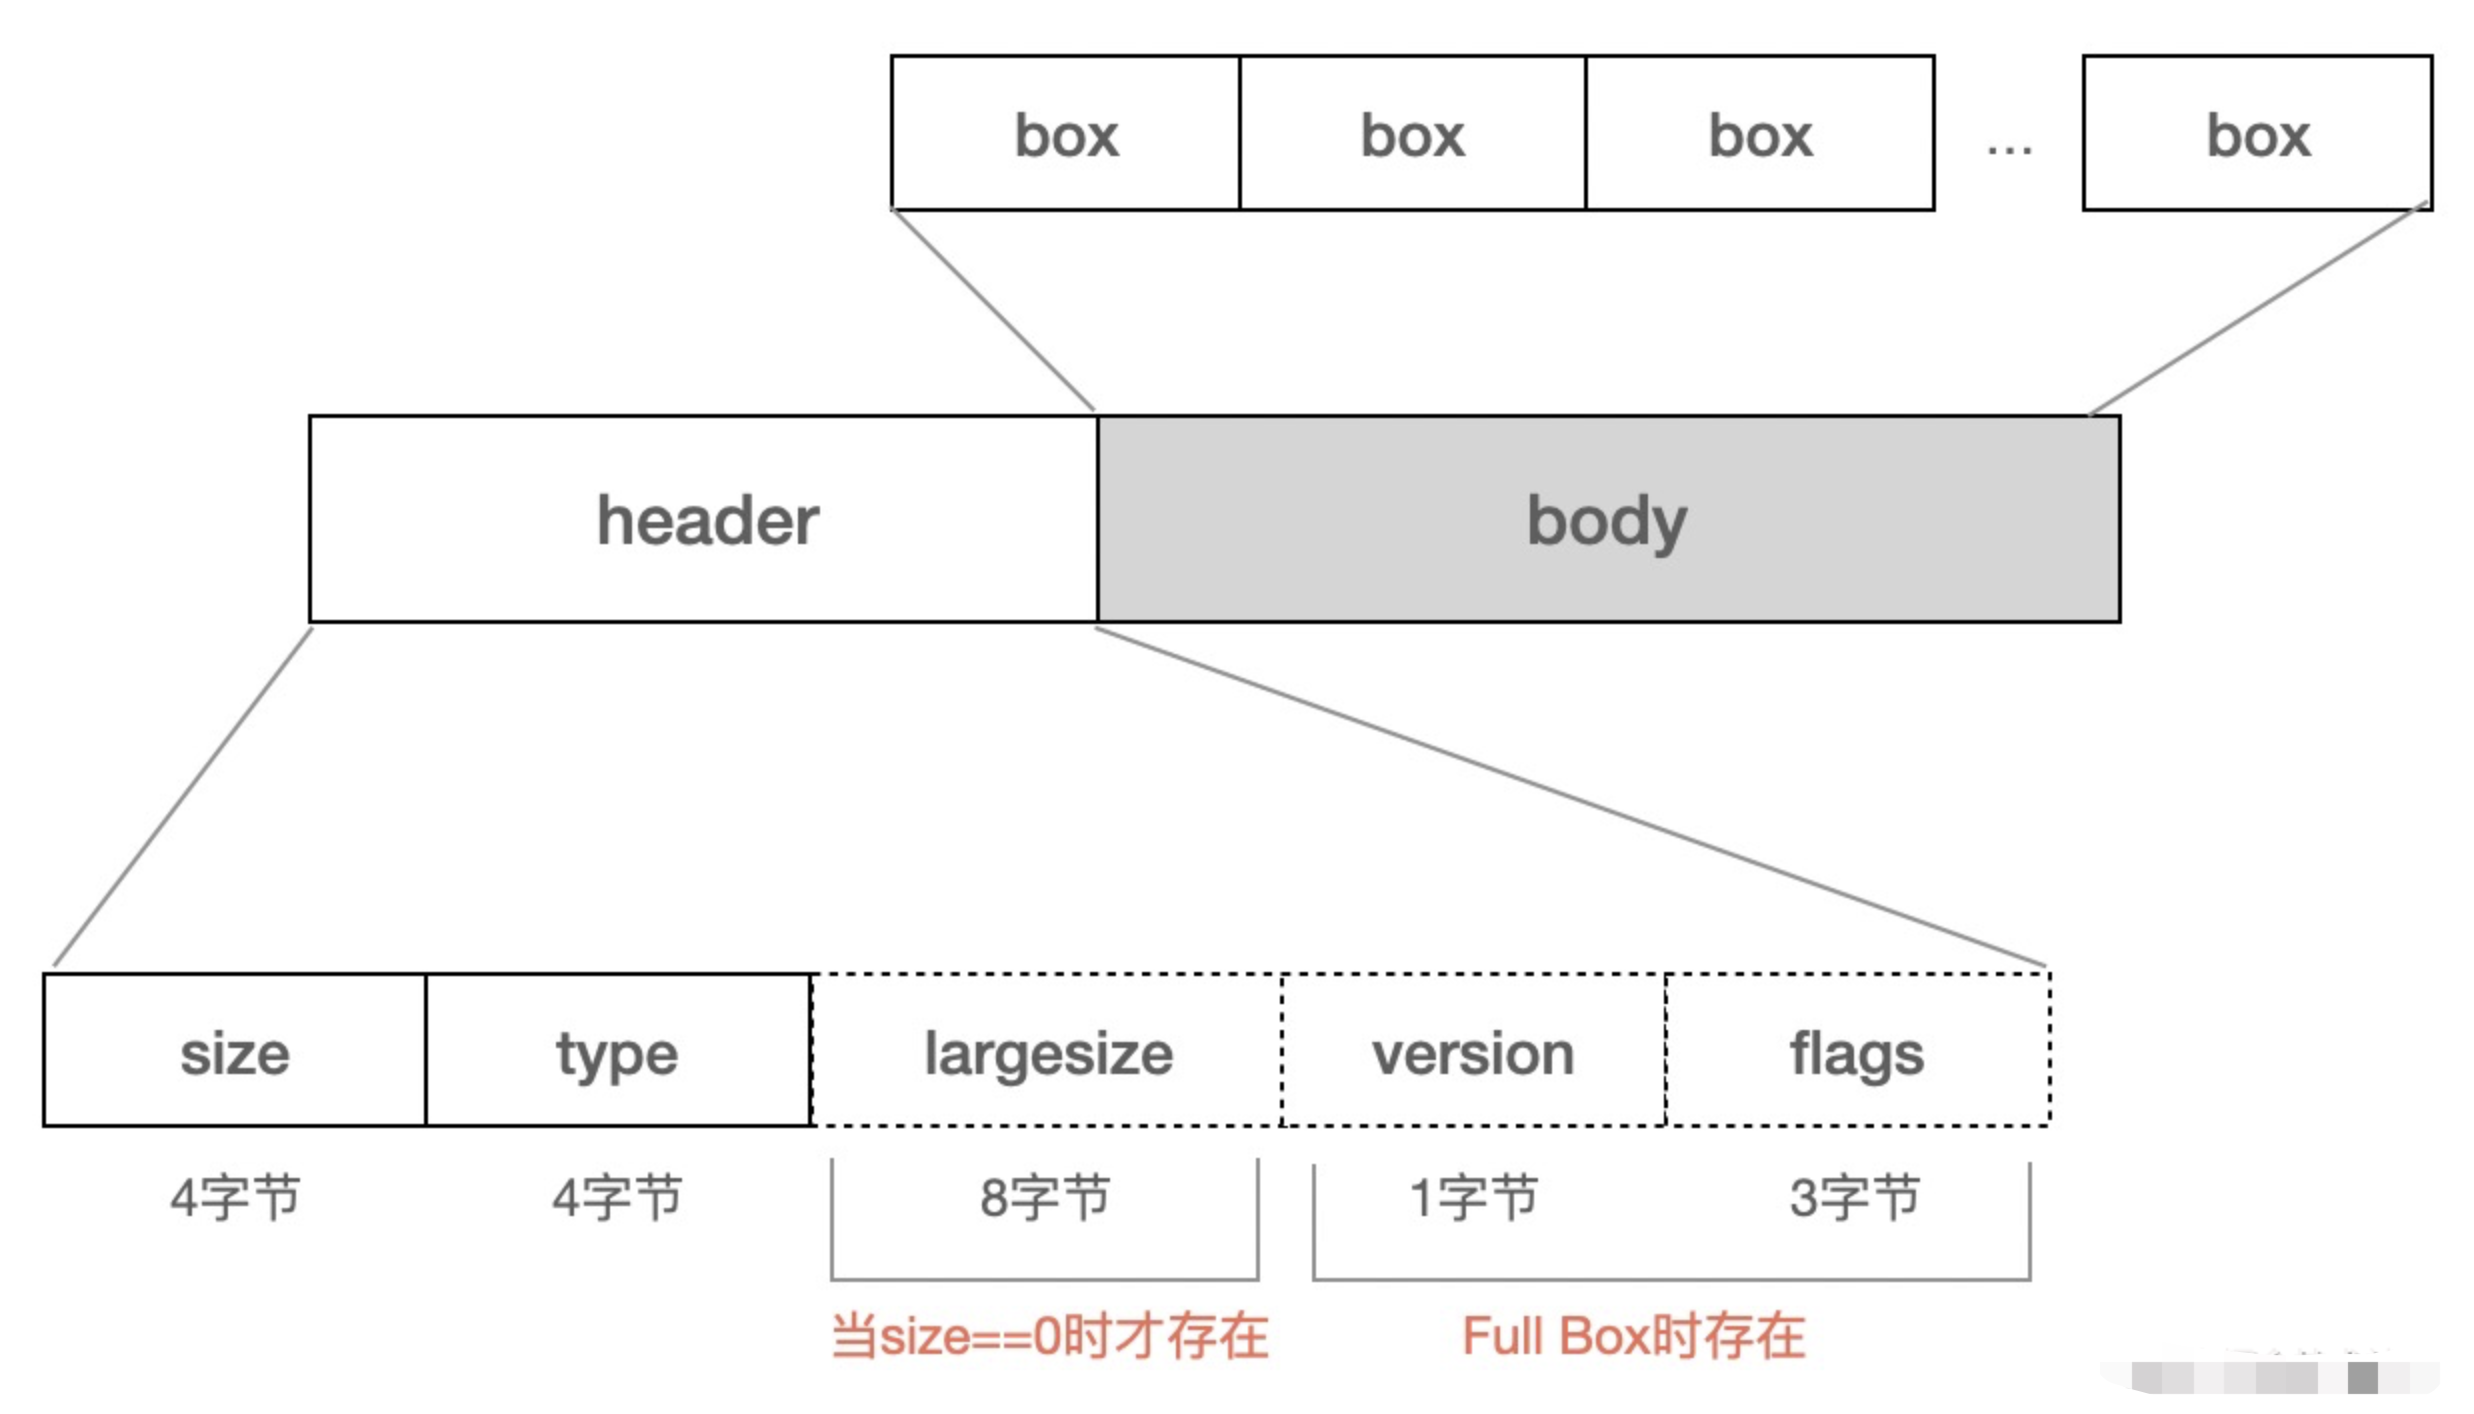 box box box ... box
header body
size type largesize version flags
4字节 4字节 8字节 1字节 3字节
当size==0时才存在 Full Box时存在